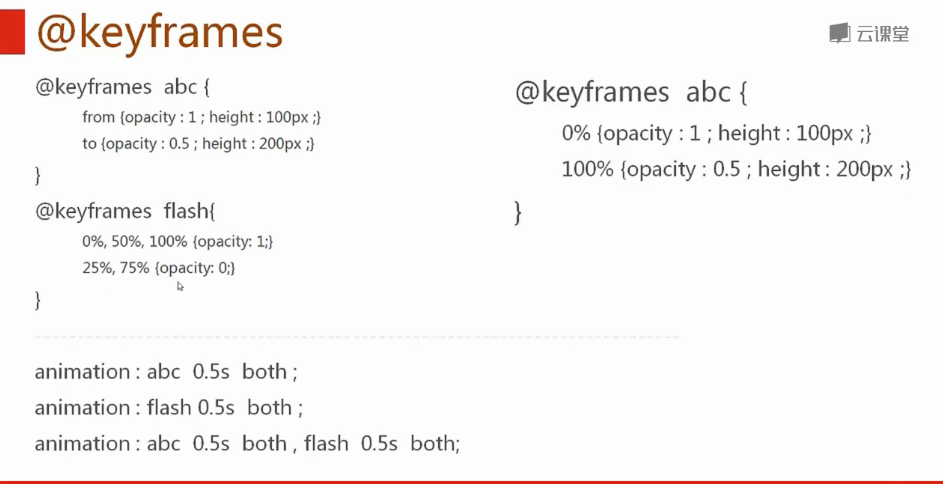 @keyframes
云课堂
@keyframes abc {
from {opacity : 1 ; height : 100px ;}
to {opacity : 0.5 ; height : 200px ;}
}
@keyframes flash{
0%, 50%, 100% {opacity: 1;}
25%, 75% {opacity: 0;}
}
@keyframes abc {
0% {opacity : 1 ; height : 100px ;}
100% {opacity : 0.5 ; height : 200px ;}
}
animation : abc 0.5s both ;
animation : flash 0.5s both ;
animation : abc 0.5s both , flash 0.5s both;